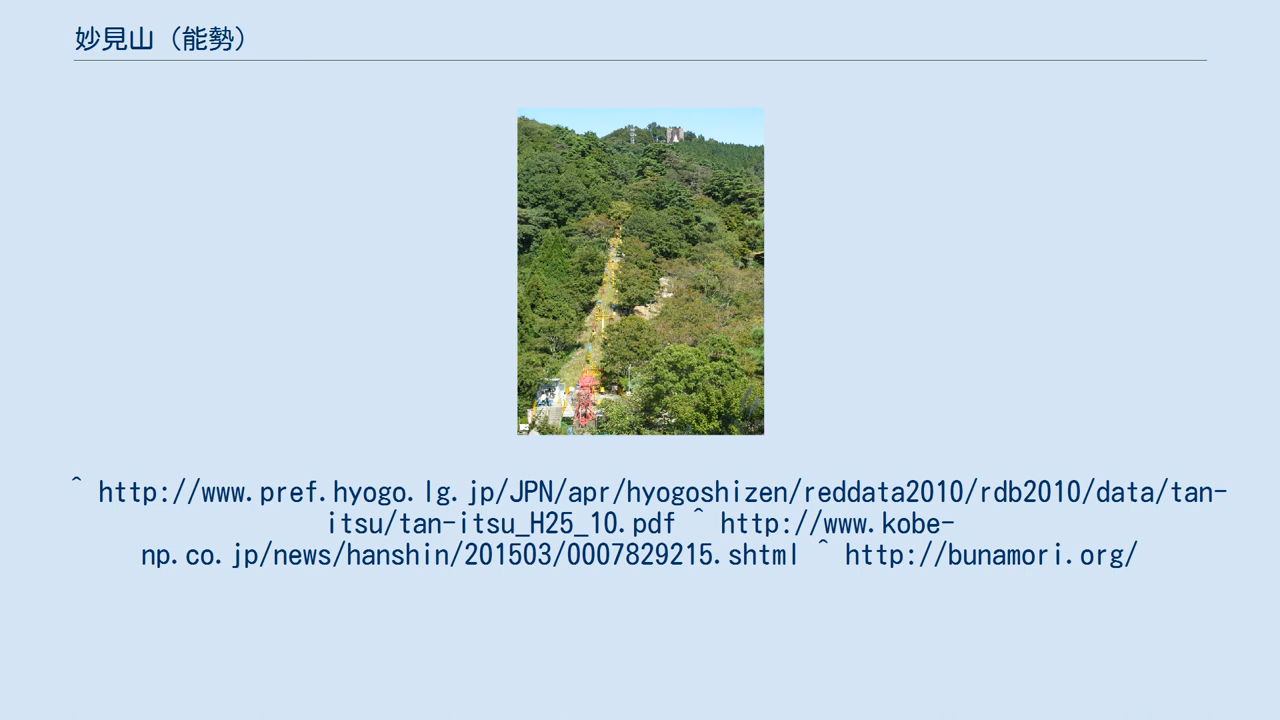 妙見山（能勢）
^ http://www.pref.hyogo.lg.jp/JPN/apr/hyogoshizen/reddata2010/rdb2010/data/tan-
itsu/tan-itsu_H25_10.pdf ^ http://www.kobe-
np.co.jp/news/hanshin/201503/0007829215.shtml ^ http://bunamori.org/